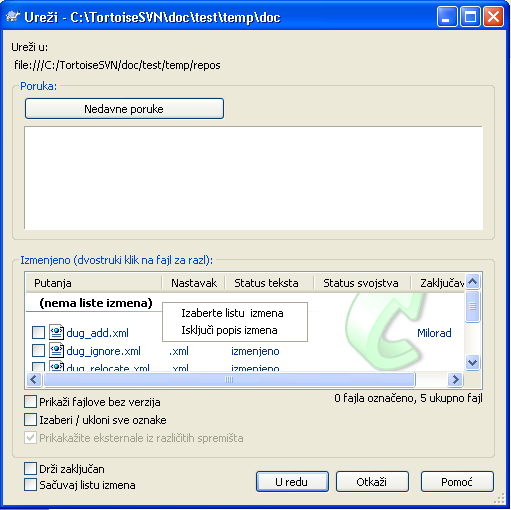 Ureži - C:\TortoiseSVN\doc\test\temp\doc
Ureži u:
file:///C:/TortoiseSVN/doc/test/temp/repos
Poruka:
Nedavne poruke
Izmenjeno (dvostruki klik na fajl za razl):
Putanja Nastavak Status teksta Status svojstva Zaključav
(nema liste izmena)
Izaberte listu izmena
Isključi popis izmena
dug_add.xml Milorad
dug_ignore.xml .xml izmenjeno
dug_relocate.xml .xml izmenjeno
0 fajla označeno, 5 ukupno fajl
Prikaži fajlove bez verzija
Izaberi / ukloni sve oznake
Prikakažite eksternale iz različitih spremišta
Drži zaključan
Sačuvaj listu izmena
U redu Otkaži Pomoć